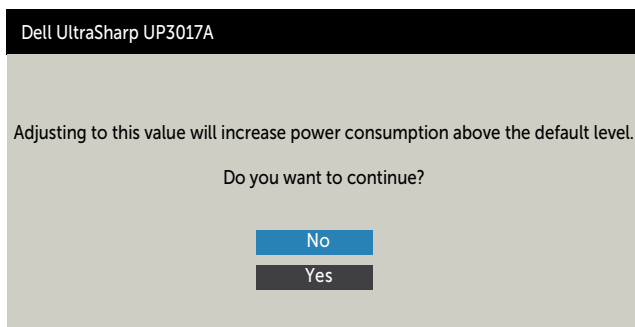 Dell UltraSharp UP3017A
Adjusting to this value will increase power consumption above the default level.
Do you want to continue?
No
Yes